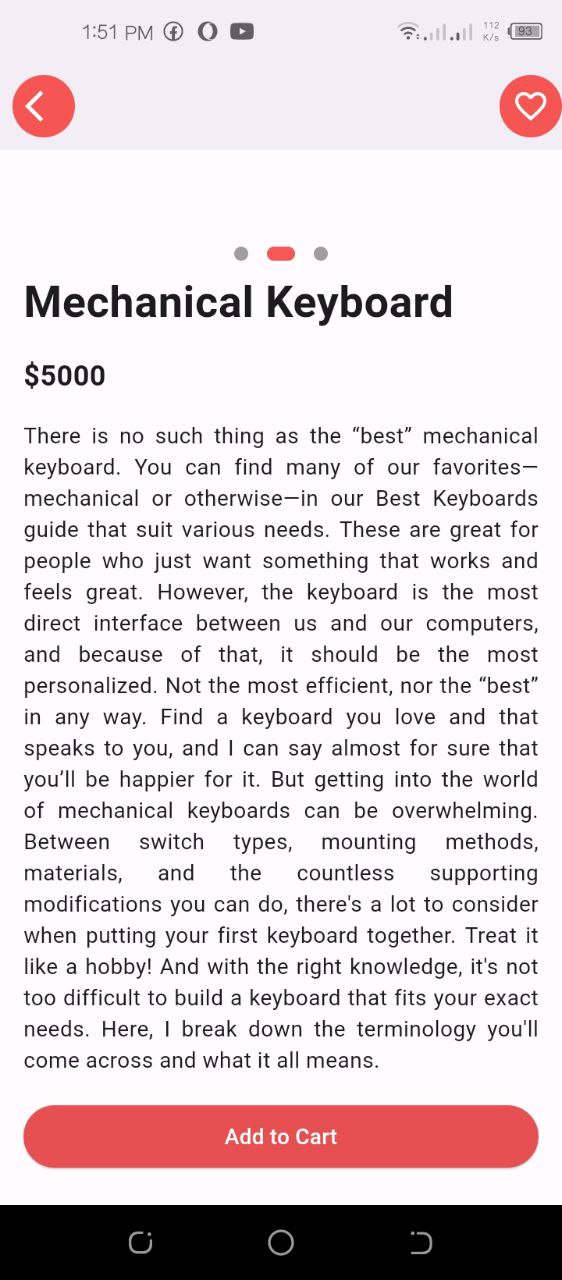 1:51 PM
112
K/s
93
Mechanical Keyboard
$5000
There is no such thing as the “best” mechanical
keyboard. You can find many of our favorites—
mechanical or otherwise—in our Best Keyboards
guide that suit various needs. These are great for
people who just want something that works and
feels great. However, the keyboard is the most
direct interface between us and our computers,
and because of that, it should be the most
personalized. Not the most efficient, nor the “best”
in any way. Find a keyboard you love and that
speaks to you, and I can say almost for sure that
you’ll be happier for it. But getting into the world
of mechanical keyboards can be overwhelming.
Between switch types, mounting methods,
materials, and the countless supporting
modifications you can do, there's a lot to consider
when putting your first keyboard together. Treat it
like a hobby! And with the right knowledge, it's not
too difficult to build a keyboard that fits your exact
needs. Here, I break down the terminology you'll
come across and what it all means.
Add to Cart